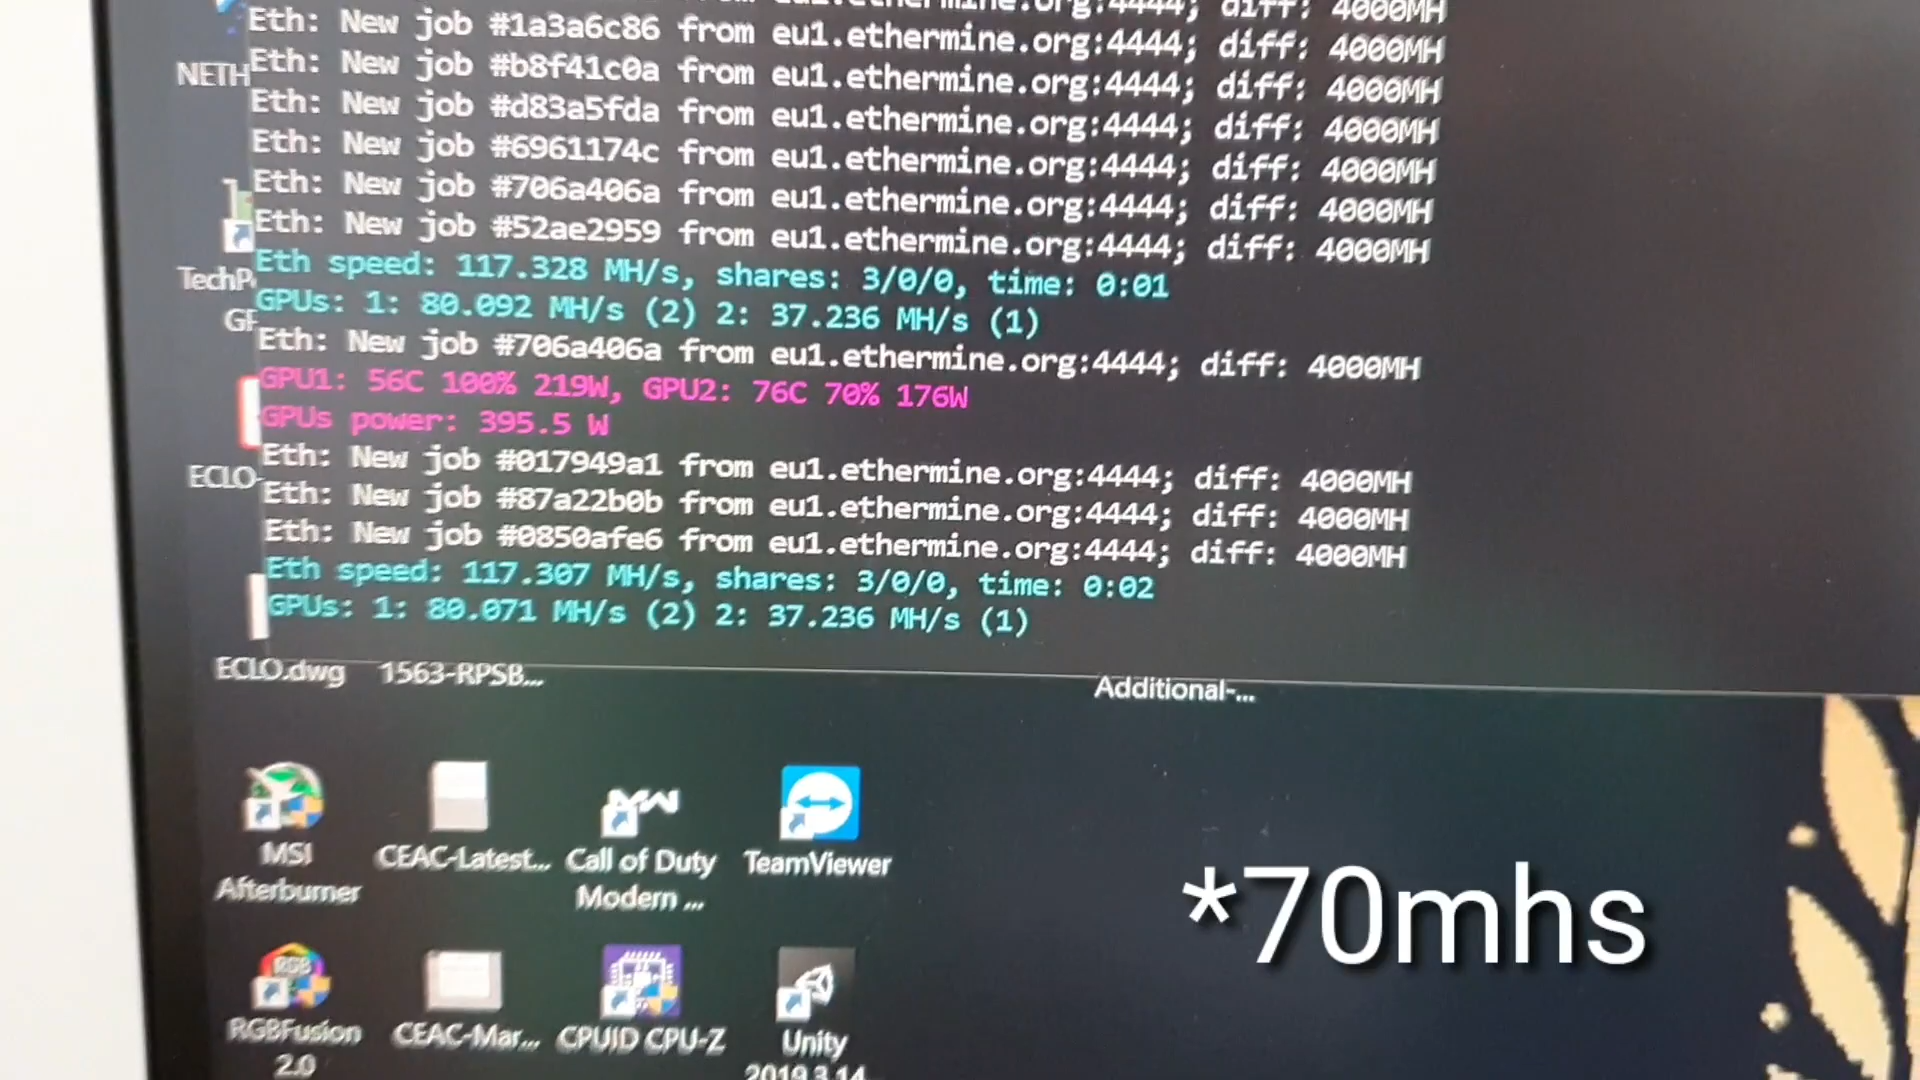 Eth: New job #1a3a6c86 from eu1.ethermine.org:4444; diff: 4000MH
Eth: New job #b8f41c0a from eu1.ethermine.org:4444; diff: 4000MH
Eth: New job #d83a5fda from eu1.ethermine.org:4444; diff: 4000MH
Eth: New job #6961174c from eu1.ethermine.org:4444; diff: 4000MH
Eth: New job #706a406a from eu1.ethermine.org:4444; diff: 4000MH
Eth: New job #52ae2959 from eu1.ethermine.org:4444; diff: 4000MH
Eth speed: 117.328 MH/s, shares: 3/0/0, time: 0:01
GPUs: 1: 80.092 MH/s (2) 2: 37.236 MH/s (1)
Eth: New job #706a406a from eu1.ethermine.org:4444; diff: 4000MH
GPU1: 56C 100% 219W, GPU2: 76C 70% 176W
GPUs power: 395.5 W
Eth: New job #017949a1 from eu1.ethermine.org:4444; diff: 4000MH
Eth: New job #87a22b0b from eu1.ethermine.org:4444; diff: 4000MH
Eth: New job #0850afe6 from eu1.ethermine.org:4444; diff: 4000MH
Eth speed: 117.307 MH/s, shares: 3/0/0, time: 0:02
GPUs: 1: 80.071 MH/s (2) 2: 37.236 MH/s (1)
NETH
TechP
ECLO-
ECLO.dwg
1563-RPSB...
Additional-...
MSI
Afterburner
CEAC-Latest...
Call of Duty
Modern ...
TeamViewer
*70mhs
RGB
RGBFusion
2.0
CEAC-Mar...
CPUID CPU-Z
Unity
2019.3.14...